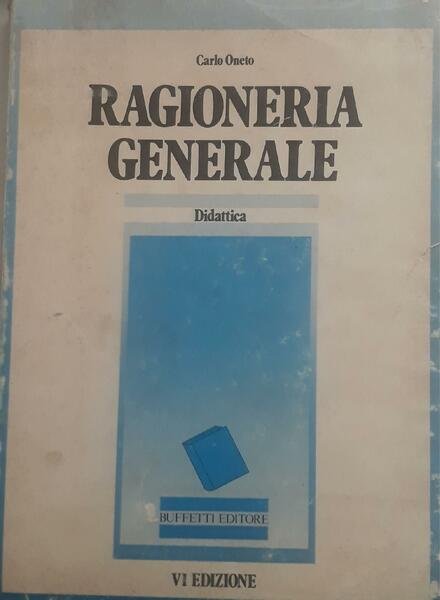 Carlo Oneto
RAGIONERIA
GENERALE
Didattica
BUFFETTI EDITORE
VI EDIZIONE